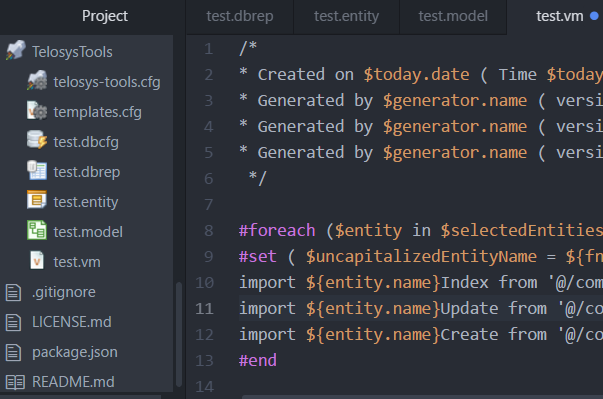 Project
TelosysTools
telosys-tools.cfg
templates.cfg
test.dbcfg
test.dbrep
test.entity
test.model
test.vm
.gitignore
LICENSE.md
package.json
README.md
test.dbrep test.entity test.model test.vm
1 /*
2 * Created on $today.date ( Time $today
3 * Generated by $generator.name ( versi
4 * Generated by $generator.name ( versi
5 * Generated by $generator.name ( versi
6 */
7
8 #foreach ($entity in $selectedEntities
9 #set ( $uncapitalizedEntityName = ${fn
10 import ${entity.name}Index from '@/com
11 import ${entity.name}Update from '@/co
12 import ${entity.name}Create from '@/co
13 #end
14